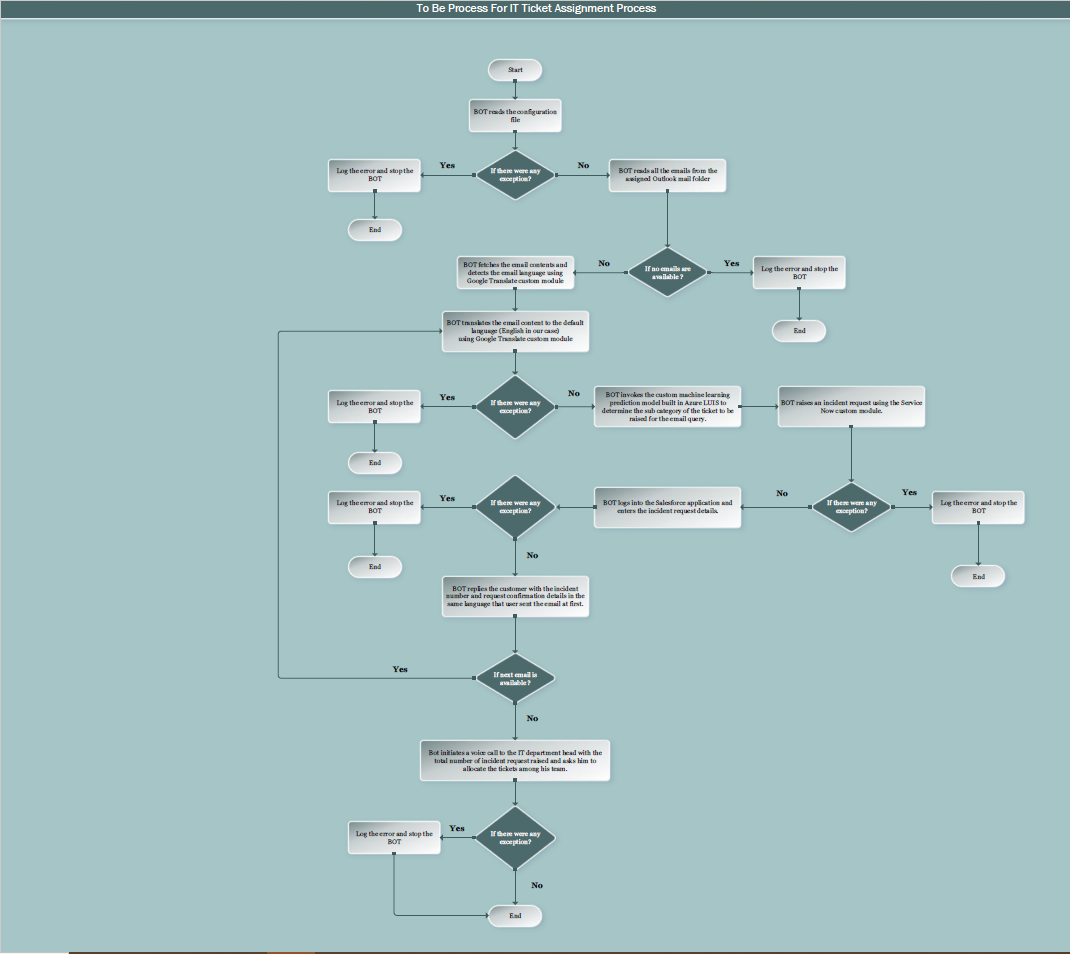 To Be Process For IT Ticket Assignment Process
Start
BOT reads the configuration
file
If there were any
exception?
Yes
No
Log the error and stop the
BOT
BOT reads all the emails from the
assigned Outlook mail folder
End
If no emails are
available ?
No
Yes
BOT fetches the email contents and
detects the email language using
Google Translate custom module
Log the error and stop the
BOT
End
BOT translates the email content to the default
language (English in our case)
using Google Translate custom module
If there were any
exception?
Yes
No
Log the error and stop the
BOT
BOT invokes the custom machine learning
prediction model built in Azure LUIS to
determine the sub category of the ticket to be
raised for the email query.
BOT raises an incident request using the Service
Now custom module.
End
If there were any
exception?
No
Yes
Log the error and stop the
BOT
End
BOT logs into the Salesforce application and
enters the incident request details.
If there were any
exception?
Yes
Log the error and stop the
BOT
End
No
BOT replies the customer with the incident
number and request confirmation details in the
same language that user sent the email at first.
If next email is
available ?
Yes
No
Bot initiates a voice call to the IT department head with the
total number of incident request raised and asks him to
allocate the tickets among his team.
If there were any
exception?
Yes
Log the error and stop the
BOT
No
End